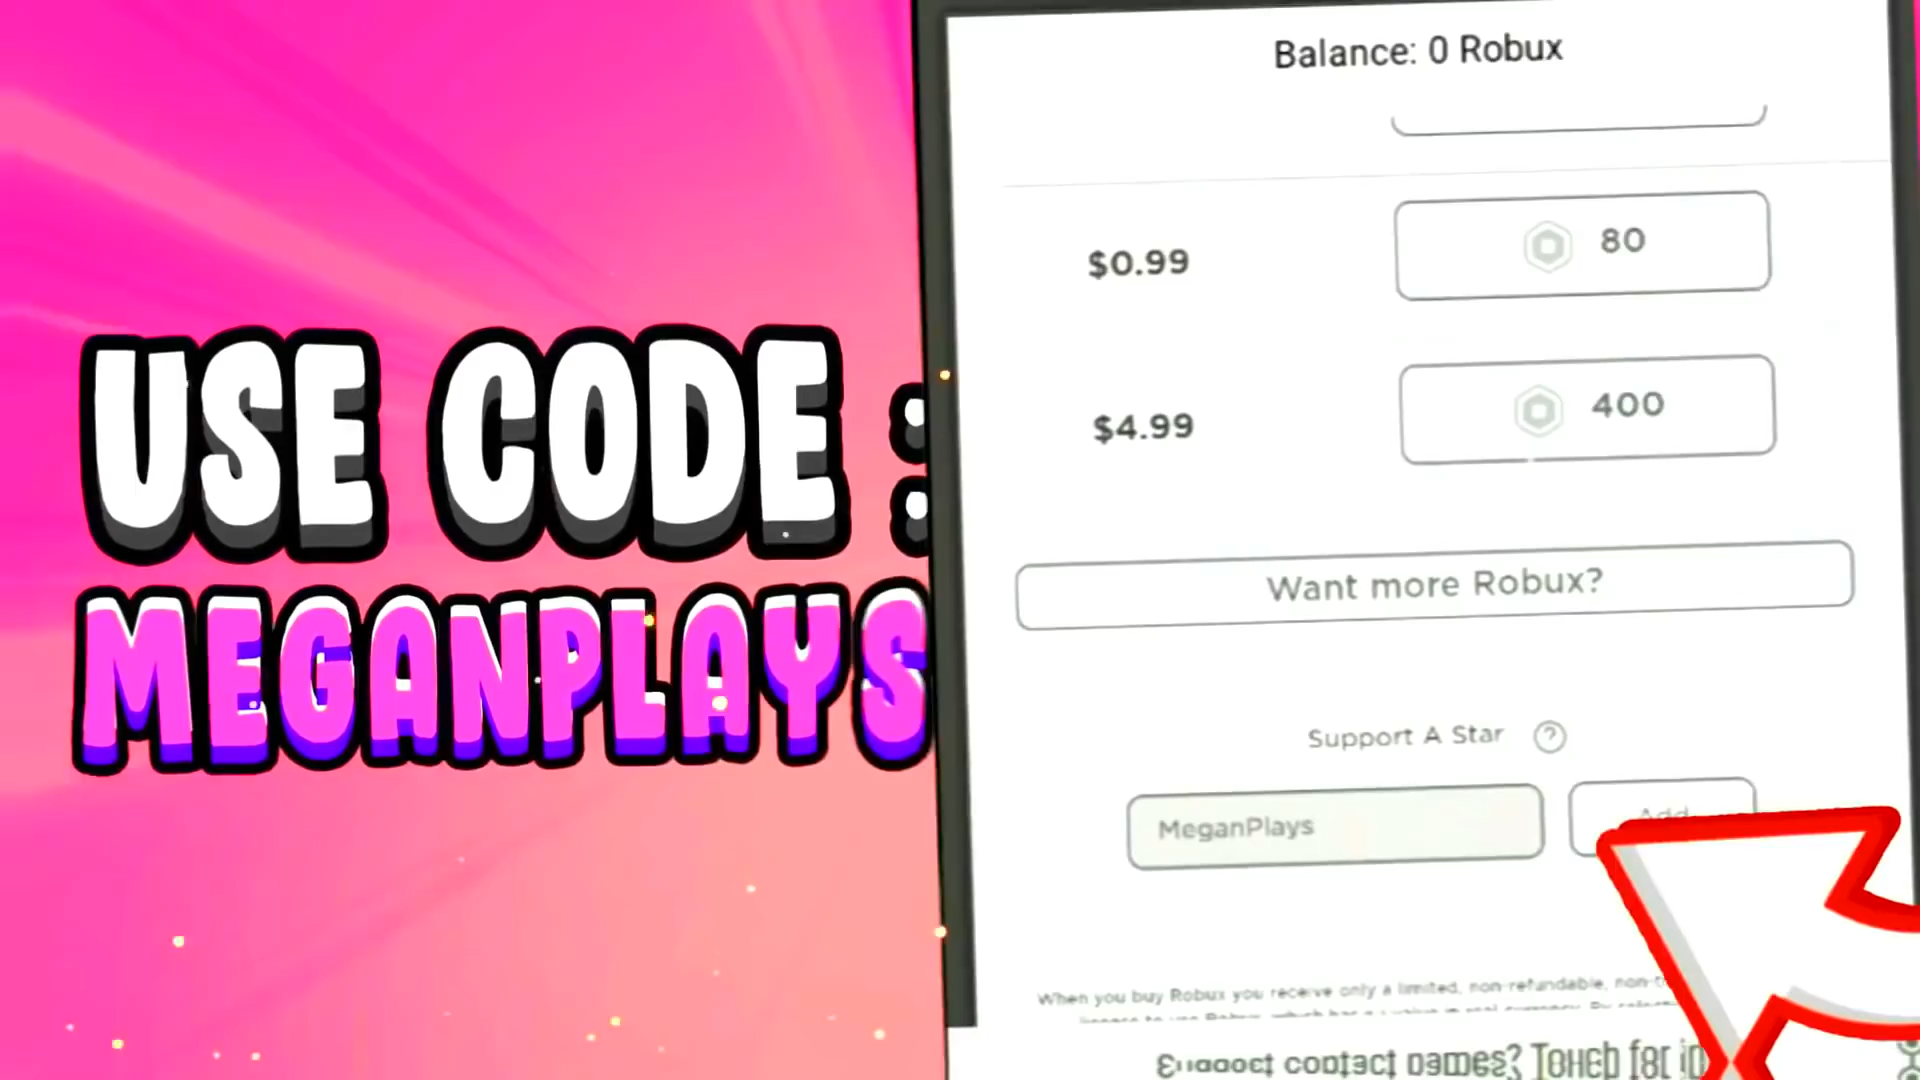 USE CODE :
MEGANPLAYS
Balance: 0 Robux
$0.99
80
$4.99
400
Want more Robux?
Support A Star ?
MeganPlays
Add
When you buy Robux you receive only a limited, non-refundable,